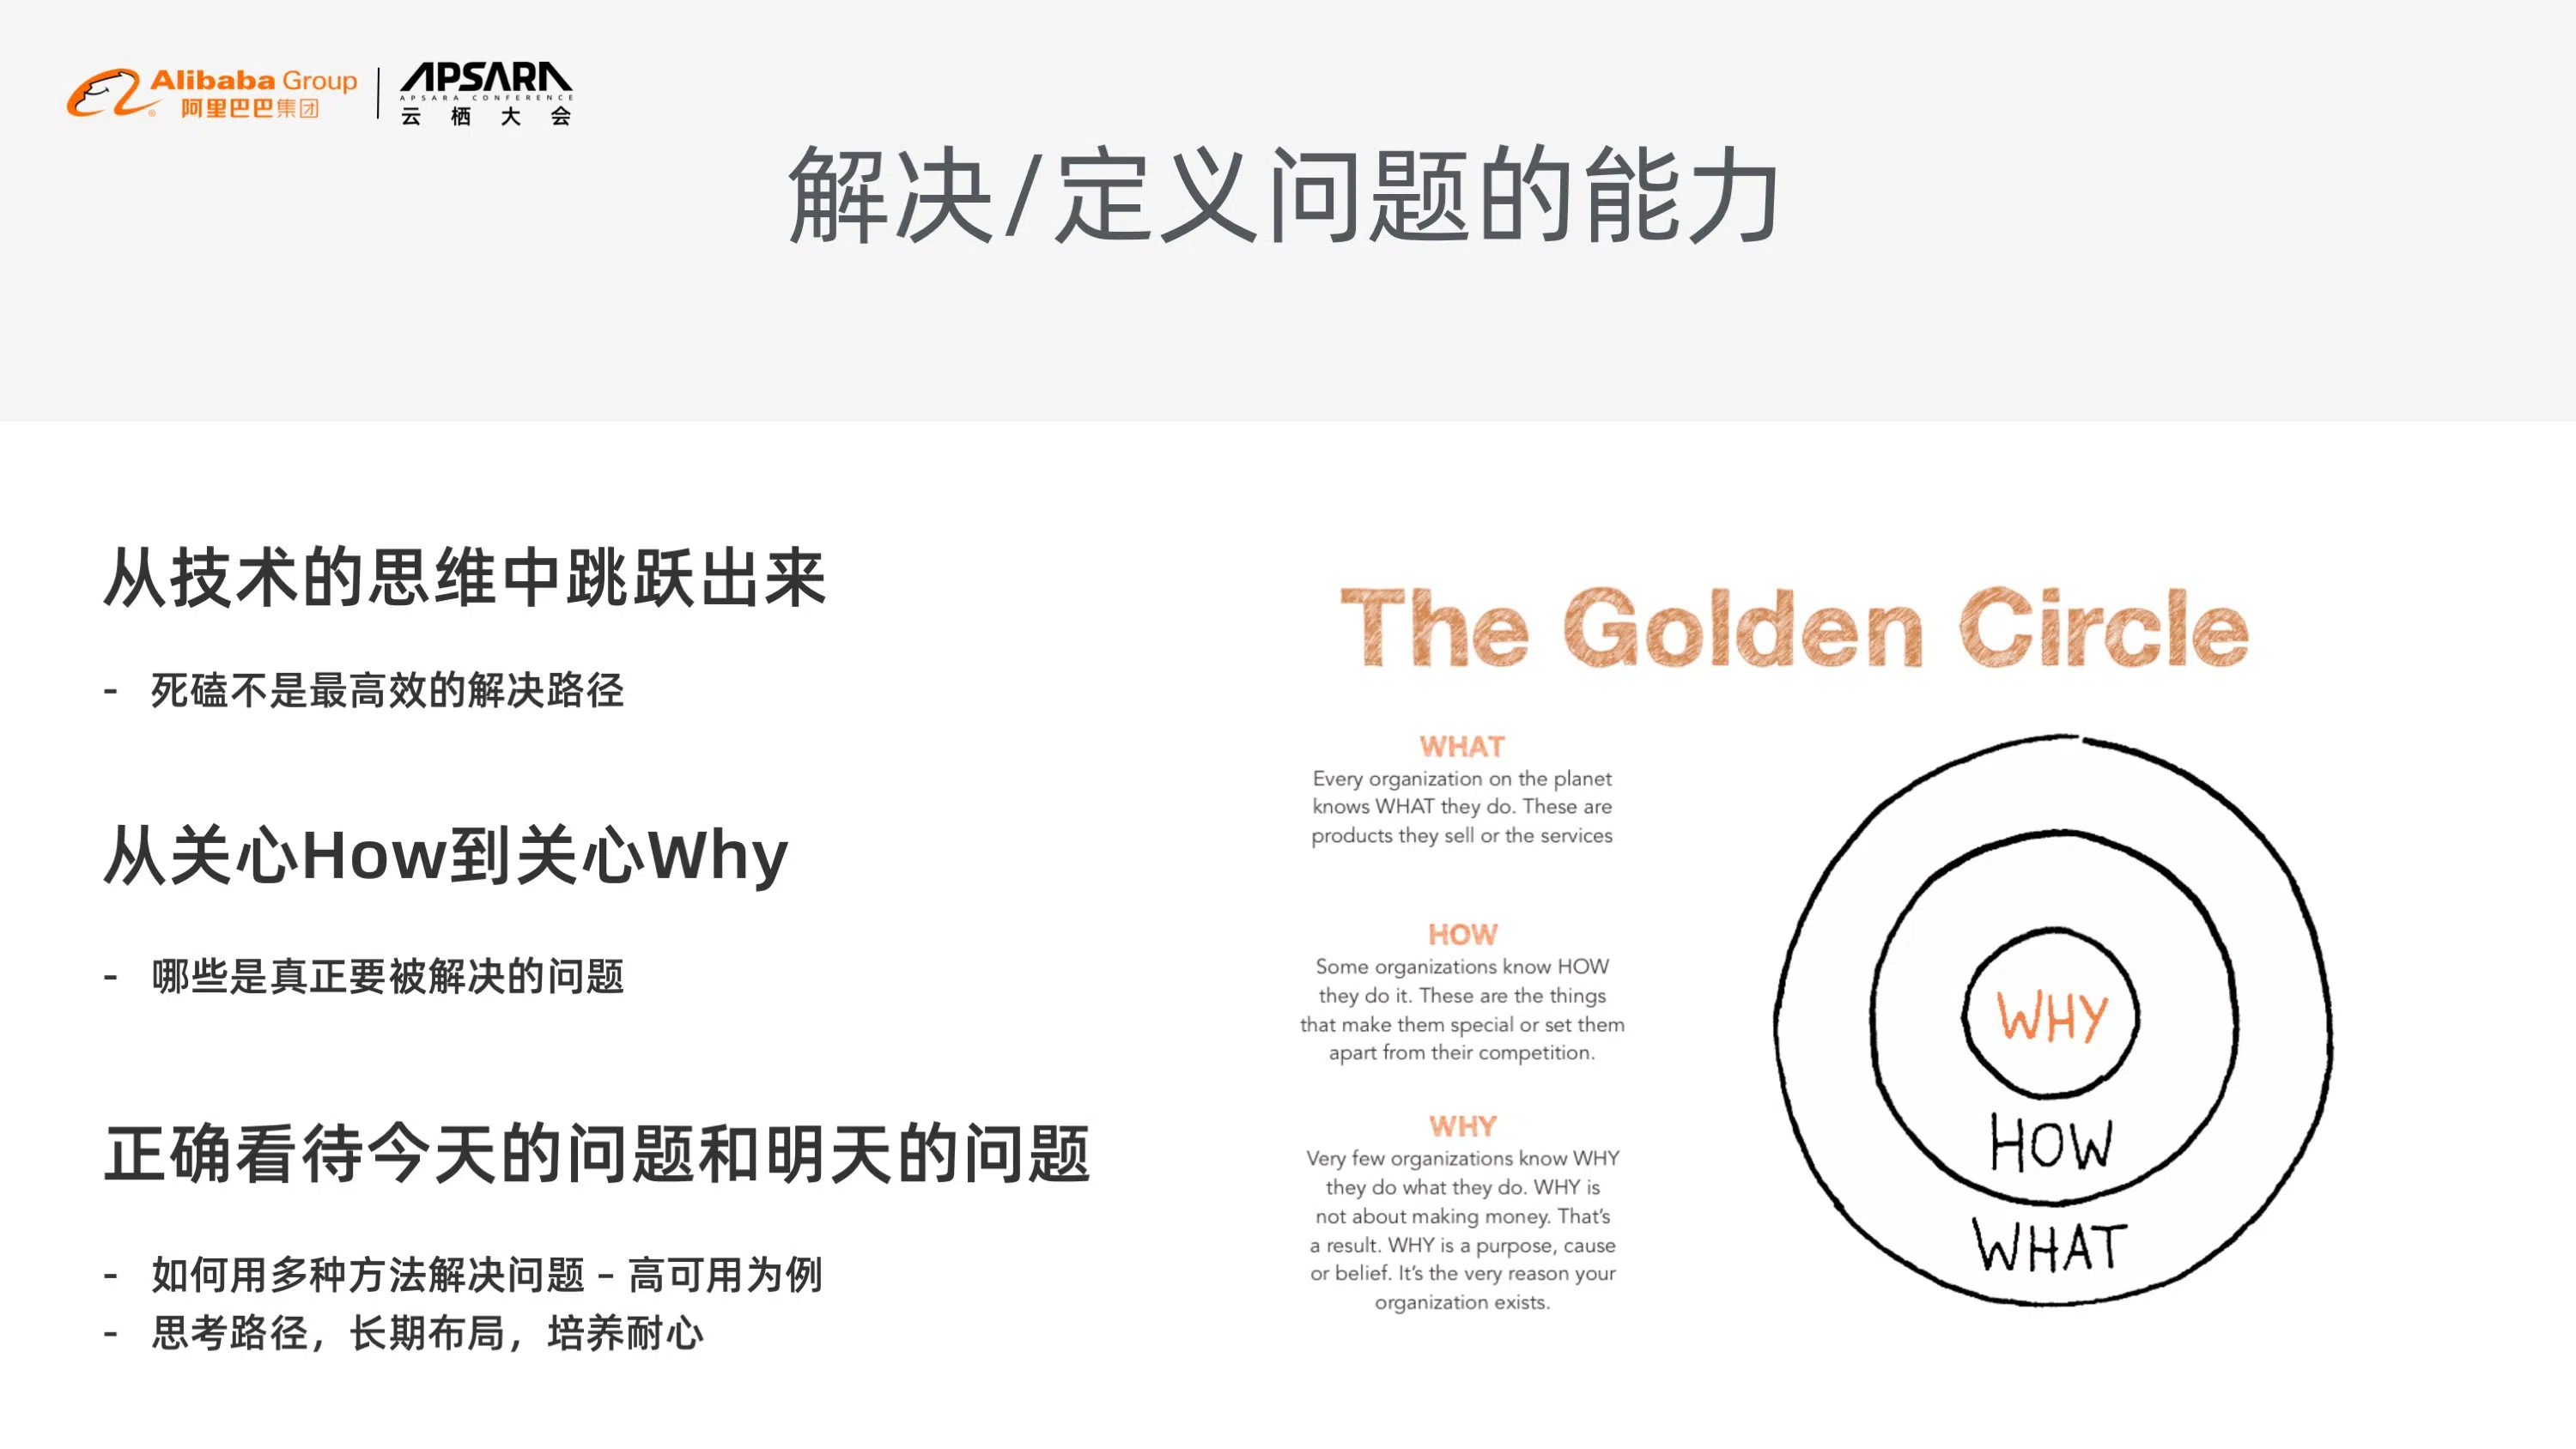 Alibaba Group
阿里巴巴集团
APSARA
APSARA CONFERENCE
云栖大会
解决/定义问题的能力
从技术的思维中跳跃出来
- 死磕不是最高效的解决路径
从关心How到关心Why
- 哪些是真正要被解决的问题
正确看待今天的问题和明天的问题
- 如何用多种方法解决问题 – 高可用为例
- 思考路径，长期布局，培养耐心
The Golden Circle
WHAT
Every organization on the planet
knows WHAT they do. These are
products they sell or the services
HOW
Some organizations know HOW
they do it. These are the things
that make them special or set them
apart from their competition.
WHY
Very few organizations know WHY
they do what they do. WHY is
not about making money. That's
a result. WHY is a purpose, cause
or belief. It's the very reason your
organization exists.
WHY
HOW
WHAT